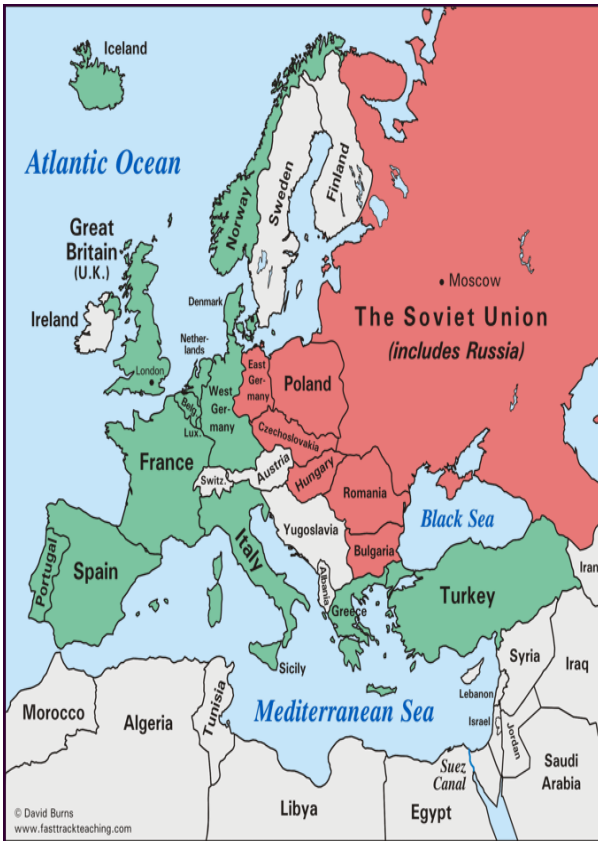 Iceland
Atlantic Ocean
Norway
Sweden
Finland
Great
Britain
(U.K.)
Ireland
London
Denmark
Nether-
lands
Belg.
Lux.
West
Ger-
many
East
Ger-
many
Poland
Moscow
The Soviet Union
(includes Russia)
Czechoslovakia
France
Switz.
Austria
Hungary
Romania
Yugoslavia
Black Sea
Bulgaria
Italy
Albania
Portugal
Spain
Greece
Turkey
Iran
Sicily
Syria
Iraq
Lebanon
Israel
Jordan
Mediterranean Sea
Morocco
Algeria
Tunisia
Suez
Canal
Saudi
Arabia
Libya
Egypt
© David Burns
www.fasttrackteaching.com